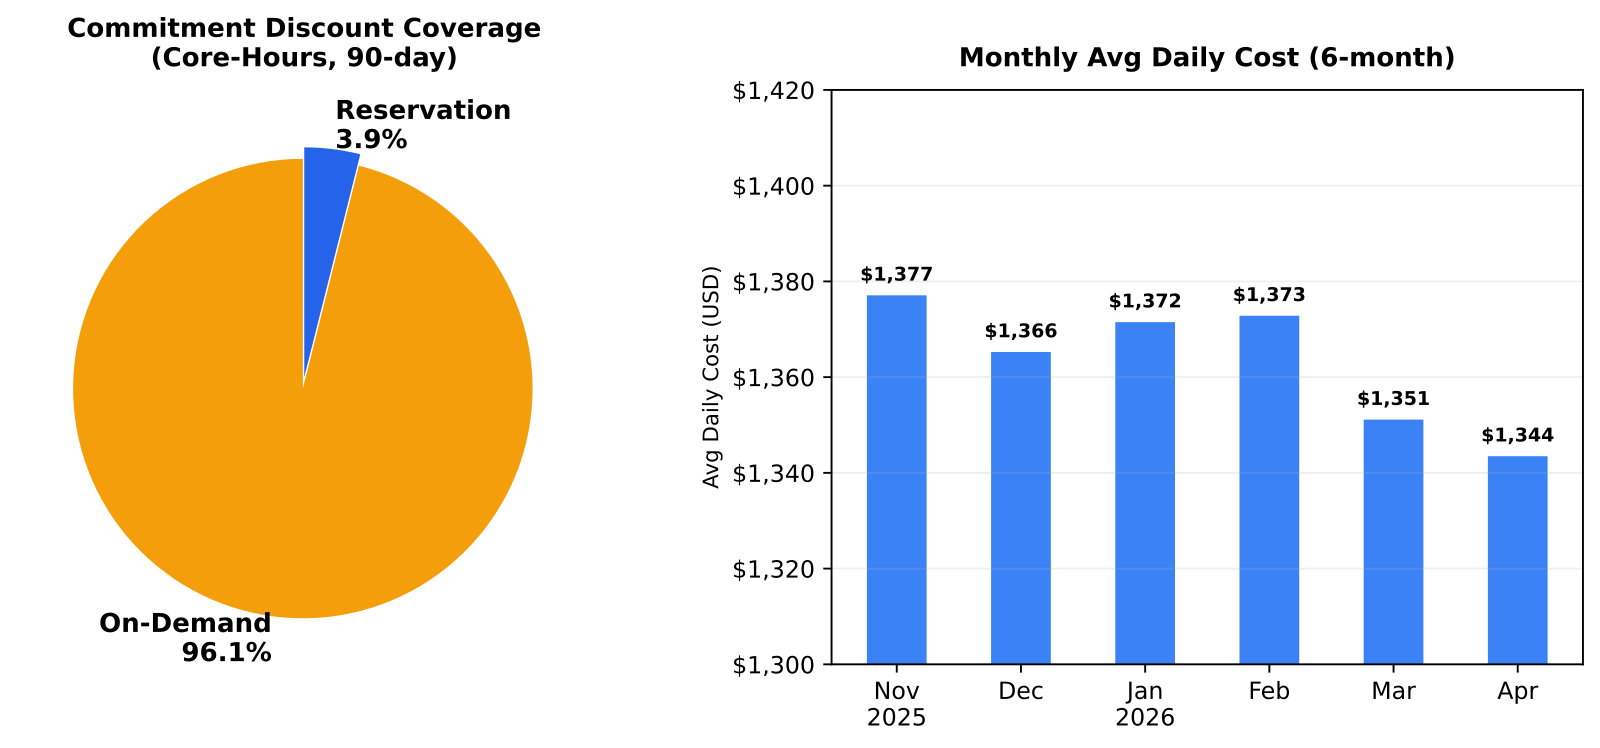 Commitment Discount Coverage
(Core-Hours, 90-day)
Reservation
3.9%
On-Demand
96.1%
Monthly Avg Daily Cost (6-month)
Avg Daily Cost (USD)
$1,420
$1,400
$1,380
$1,360
$1,340
$1,320
$1,300
$1,377
$1,366
$1,372
$1,373
$1,351
$1,344
Nov
2025
Dec
Jan
2026
Feb
Mar
Apr